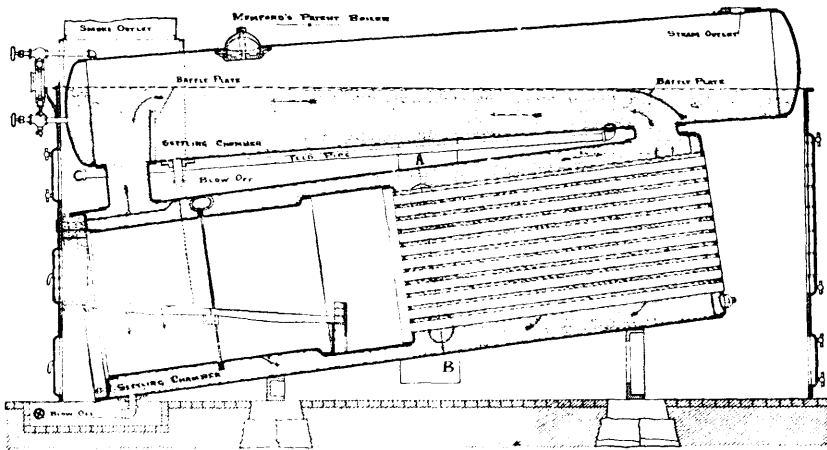 MUMFORD'S PATENT BOILER
SMOKE OUTLET
STEAM OUTLET
BAFFLE PLATE
BAFFLE PLATE
SETTLING CHAMBER
FEED PIPE
A
C
BLOW OFF
B
SETTLING CHAMBER
BLOW OFF